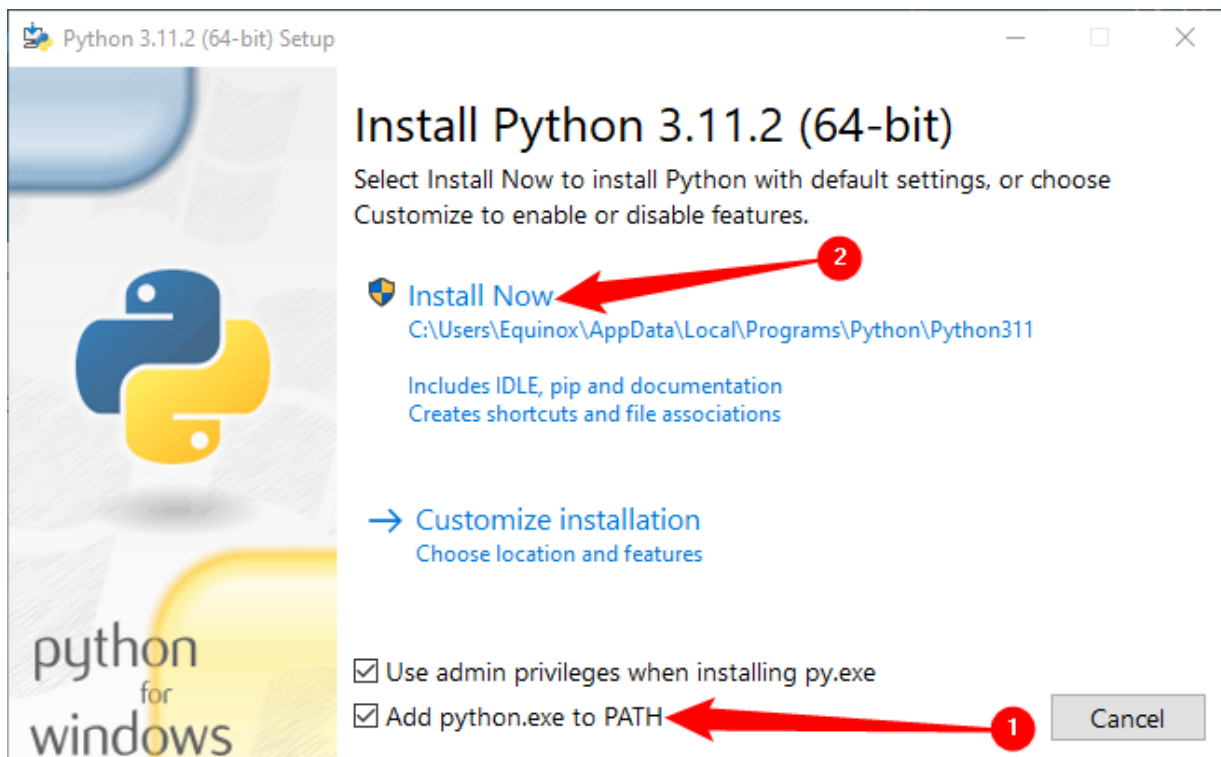 Python 3.11.2 (64-bit) Setup
Install Python 3.11.2 (64-bit)
Select Install Now to install Python with default settings, or choose
Customize to enable or disable features.
2
Install Now
C:\Users\Equinox\AppData\Local\Programs\Python\Python311
Includes IDLE, pip and documentation
Creates shortcuts and file associations
Customize installation
Choose location and features
python
for
windows
Use admin privileges when installing py.exe
Add python.exe to PATH
1
Cancel